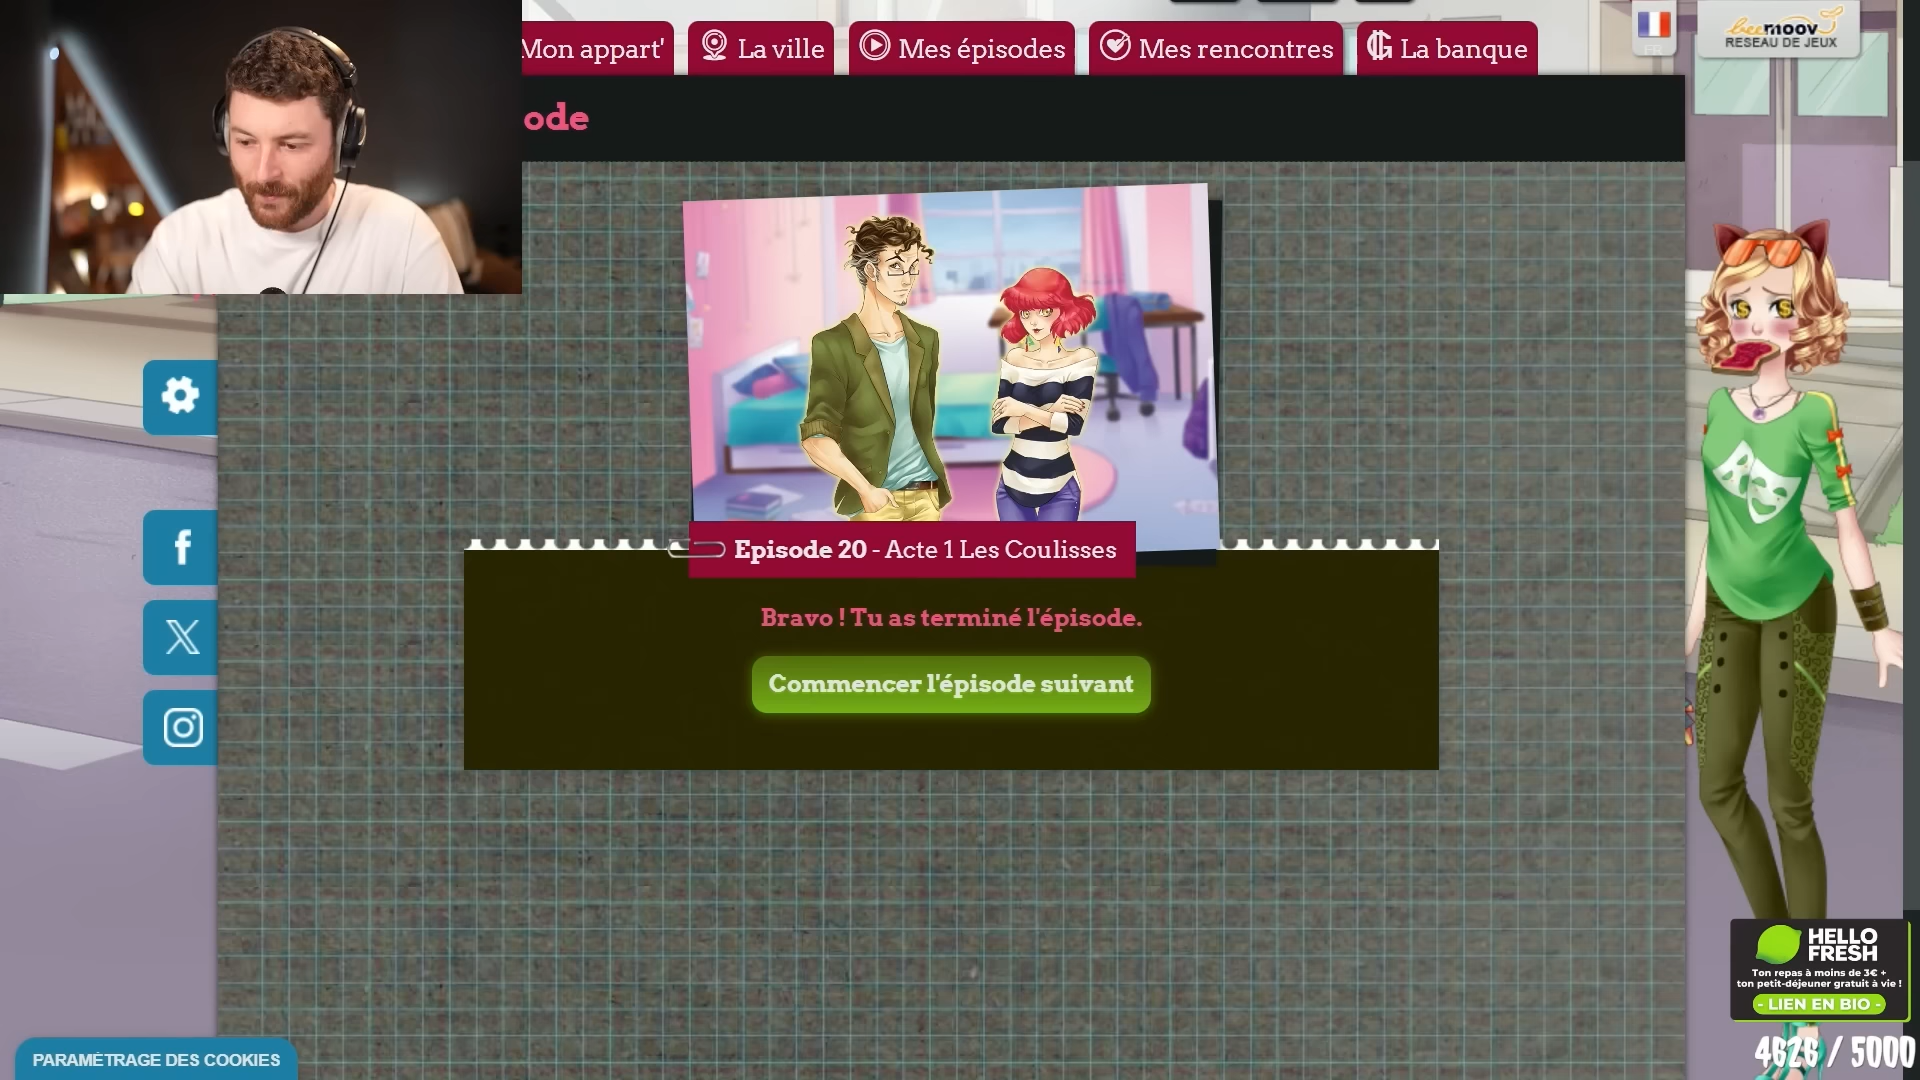 Mon appart'
La ville
Mes épisodes
Mes rencontres
La banque
FR
beemoov
RESEAU DE JEUX
ode
Episode 20 - Acte 1 Les Coulisses
Bravo ! Tu as terminé l'épisode.
Commencer l'épisode suivant
HELLO
FRESH
Ton repas à moins de 3€ +
ton petit-déjeuner gratuit à vie !
- LIEN EN BIO -
PARAMÉTRAGE DES COOKIES
4626 / 5000